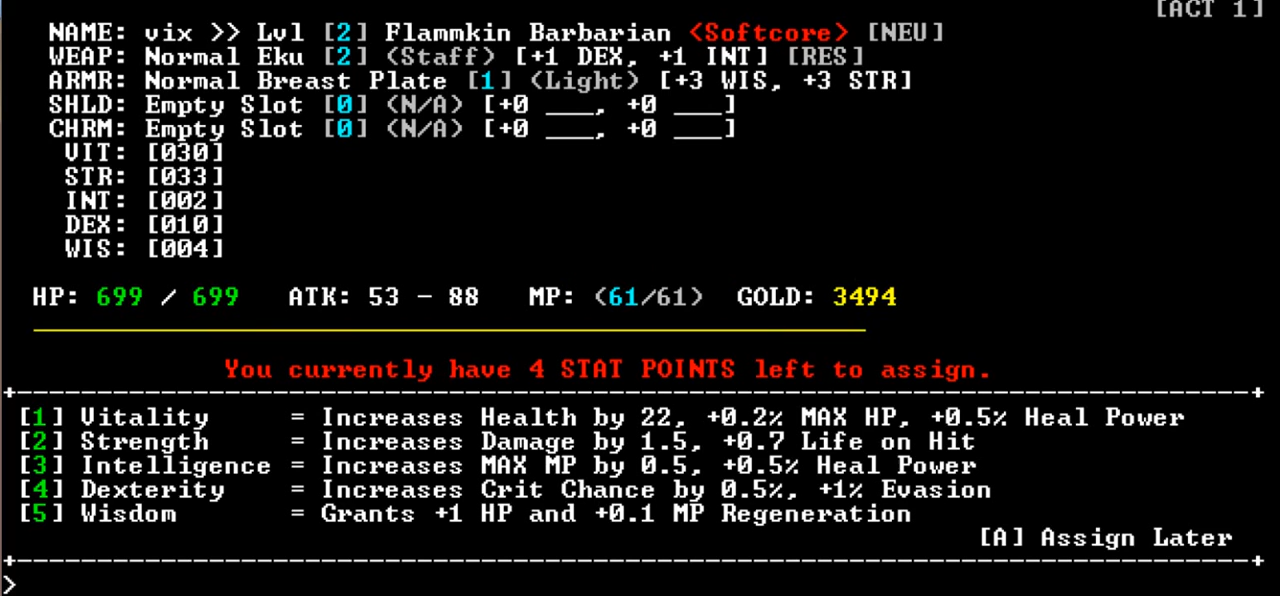 [ACT 1]
NAME: vix >> Lvl [2] Flammkin Barbarian <Softcore> [NEU]
WEAP: Normal Eku [2] (Staff) [+1 DEX, +1 INT] [RES]
ARMR: Normal Breast Plate [1] (Light) [+3 WIS, +3 STR]
SHLD: Empty Slot [0] (N/A) [+0 ___, +0 ___]
CHRM: Empty Slot [0] (N/A) [+0 ___, +0 ___]
VIT: [030]
STR: [033]
INT: [002]
DEX: [010]
WIS: [004]
HP: 699 / 699 ATK: 53 - 88 MP: (61/61) GOLD: 3494
You currently have 4 STAT POINTS left to assign.
[1] Vitality = Increases Health by 22, +0.2% MAX HP, +0.5% Heal Power
[2] Strength = Increases Damage by 1.5, +0.7 Life on Hit
[3] Intelligence = Increases MAX MP by 0.5, +0.5% Heal Power
[4] Dexterity = Increases Crit Chance by 0.5%, +1% Evasion
[5] Wisdom = Grants +1 HP and +0.1 MP Regeneration
[A] Assign Later
>